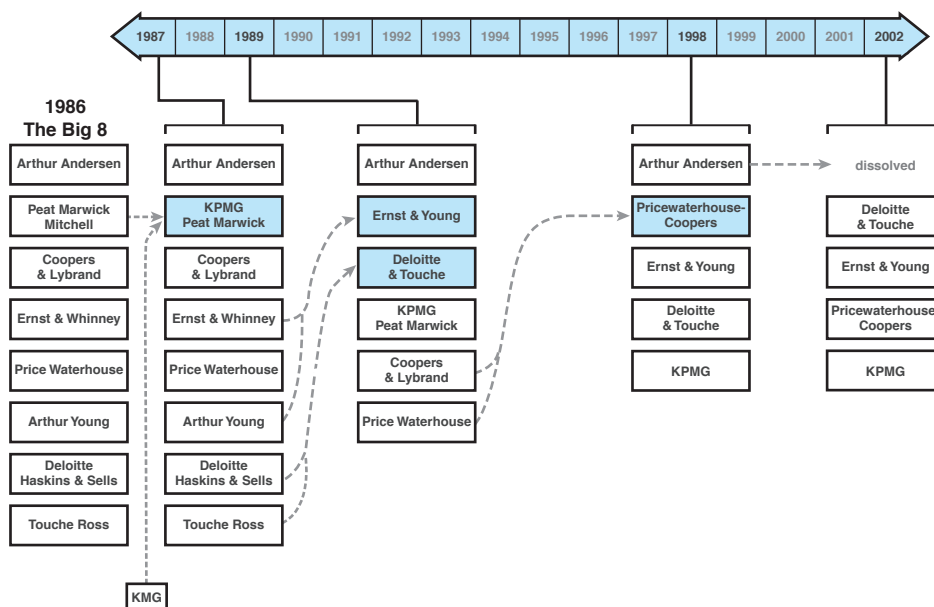 1987 1988 1989 1990 1991 1992 1993 1994 1995 1996 1997 1998 1999 2000 2001 2002
1986
The Big 8
Arthur Andersen
Peat Marwick
Mitchell
Coopers
& Lybrand
Ernst & Whinney
Price Waterhouse
Arthur Young
Deloitte
Haskins & Sells
Touche Ross
KMG
Arthur Andersen
KPMG
Peat Marwick
Coopers
& Lybrand
Ernst & Whinney
Price Waterhouse
Arthur Young
Deloitte
Haskins & Sells
Touche Ross
Arthur Andersen
Ernst & Young
Deloitte
& Touche
KPMG
Peat Marwick
Coopers
& Lybrand
Price Waterhouse
Arthur Andersen
Pricewaterhouse-
Coopers
Ernst & Young
Deloitte
& Touche
KPMG
dissolved
Deloitte
& Touche
Ernst & Young
Pricewaterhouse
Coopers
KPMG